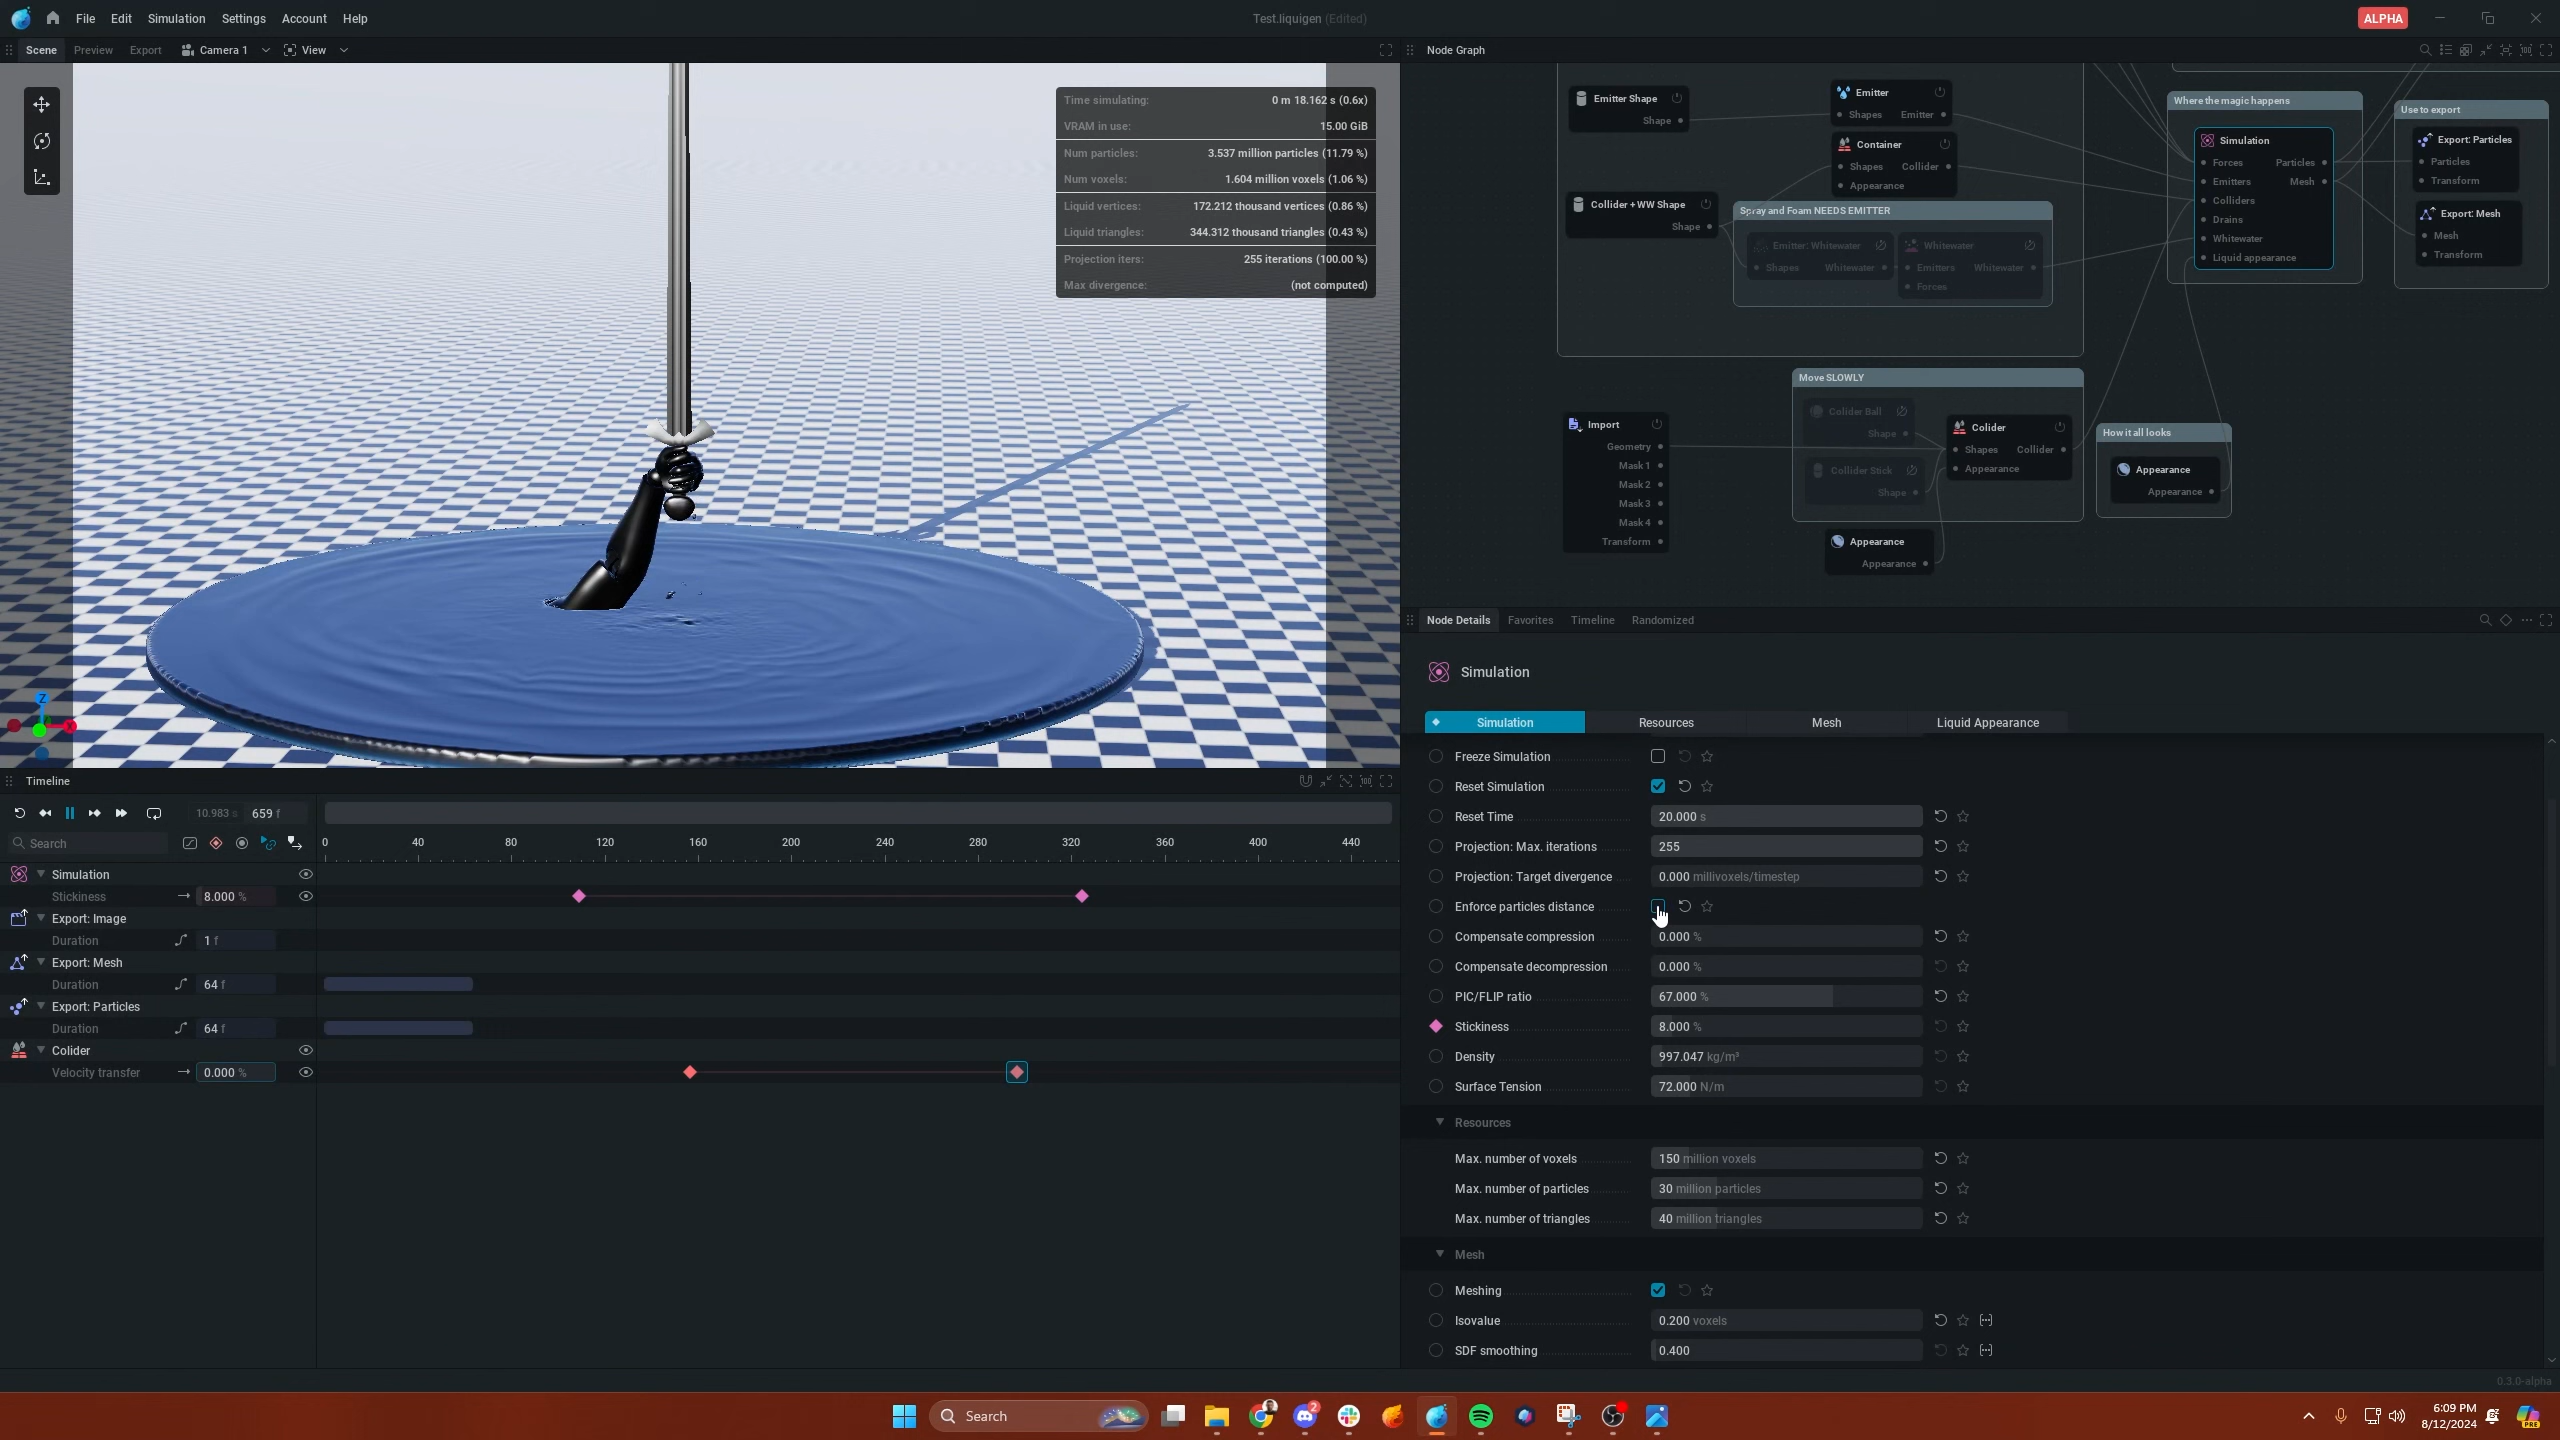 File Edit Simulation Settings Account Help
Test.liquigen (Edited)
ALPHA
Scene Preview Export Camera 1 View
Time simulating: 0 m 18.162 s (0.6x)
VRAM in use: 15.00 GiB
Num particles: 3.537 million particles (11.79 %)
Num voxels: 1.604 million voxels (1.06 %)
Liquid vertices: 172.212 thousand vertices (0.86 %)
Liquid triangles: 344.312 thousand triangles (0.43 %)
Projection iters: 255 iterations (100.00 %)
Max divergence: (not computed)
Z
X
Node Graph
Emitter Shape
Shape
Emitter
Shapes Emitter
Container
Shapes Collider
Appearance
Collider + WW Shape
Shape
Spray and Foam NEEDS EMITTER
Emitter: Whitewater
Shapes Whitewater
Whitewater
Emitters Whitewater
Forces
Where the magic happens
Simulation
Forces Particles
Emitters Mesh
Colliders
Drains
Whitewater
Liquid appearance
Use to export
Export: Particles
Particles
Transform
Export: Mesh
Mesh
Transform
Import
Geometry
Mask 1
Mask 2
Mask 3
Mask 4
Transform
Move SLOWLY
Colider Ball
Shape
Collider Stick
Shape
Colider
Shapes Collider
Appearance
Appearance
Appearance
How it all looks
Appearance
Appearance
Node Details Favorites Timeline Randomized
Simulation
Simulation Resources Mesh Liquid Appearance
Freeze Simulation
Reset Simulation
Reset Time 20.000 s
Projection: Max. iterations 255
Projection: Target divergence 0.000 millivoxels/timestep
Enforce particles distance
Compensate compression 0.000 %
Compensate decompression 0.000 %
PIC/FLIP ratio 67.000 %
Stickiness 8.000 %
Density 997.047 kg/m³
Surface Tension 72.000 N/m
Resources
Max. number of voxels 150 million voxels
Max. number of particles 30 million particles
Max. number of triangles 40 million triangles
Mesh
Meshing
Isovalue 0.200 voxels
SDF smoothing 0.400
0.3.0-alpha
Timeline
10.983 s 659 f
Search
0 40 80 120 160 200 240 280 320 360 400 440
Simulation
Stickiness 8.000 %
Export: Image
Duration 1 f
Export: Mesh
Duration 64 f
Export: Particles
Duration 64 f
Colider
Velocity transfer 0.000 %
Search
2
PRE
6:09 PM
8/12/2024